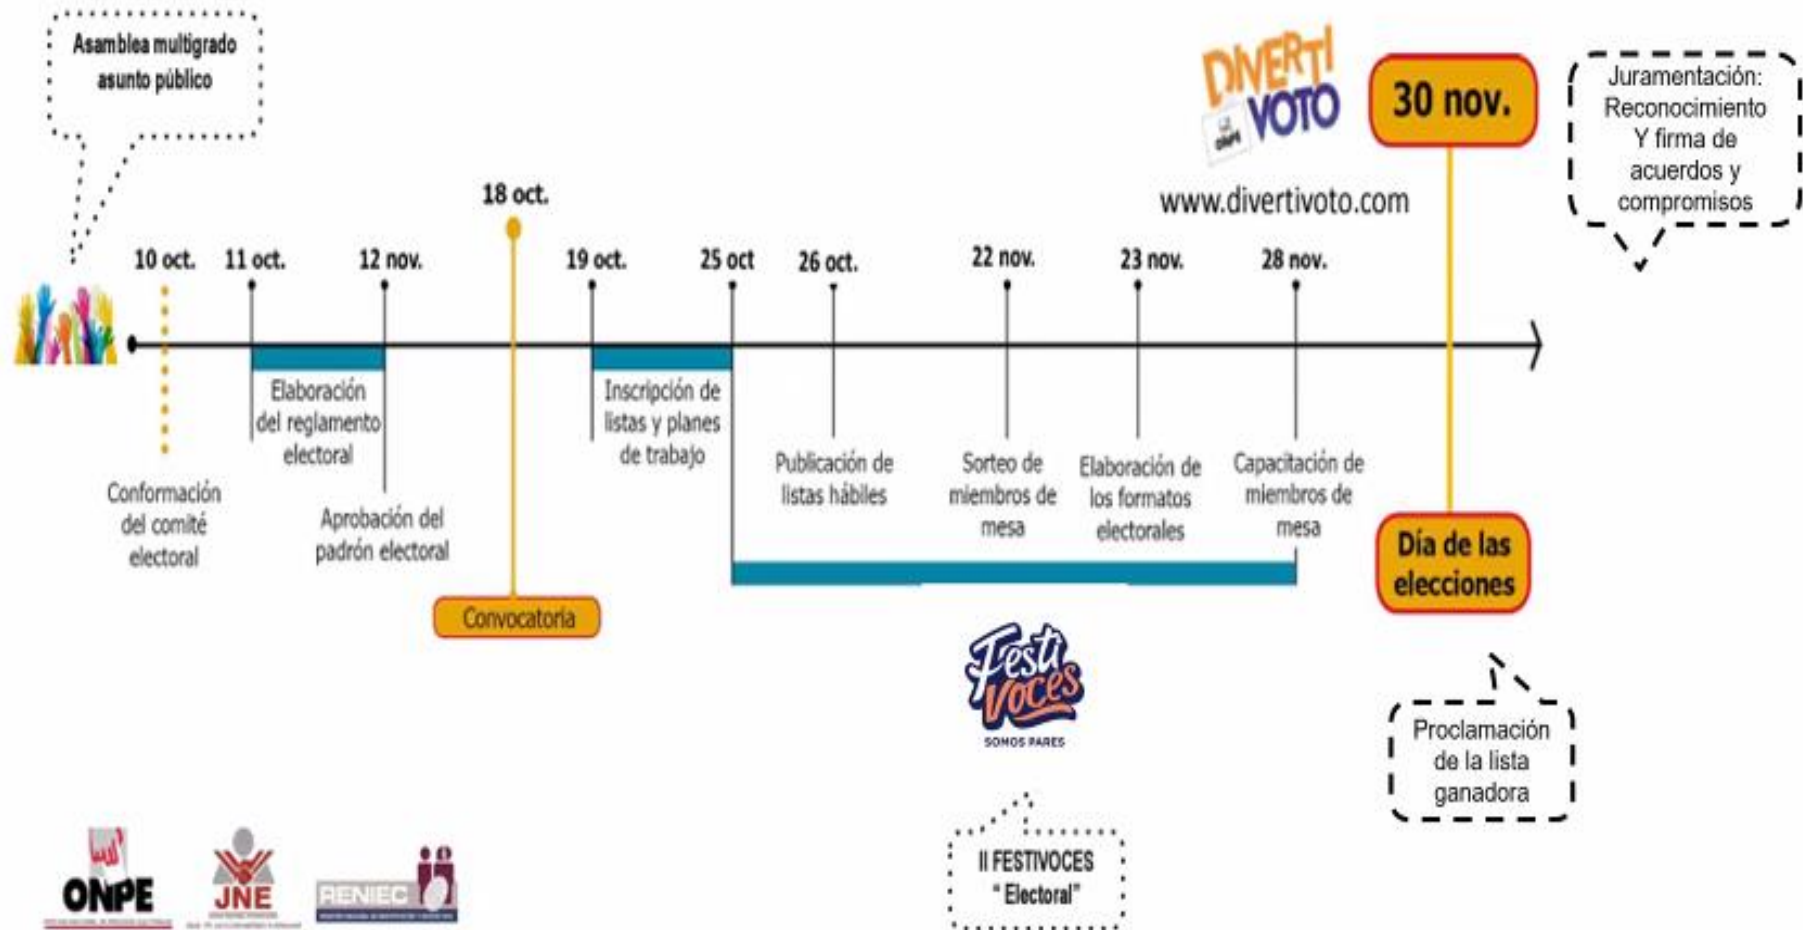 Asamblea multigrado
asunto público
DIVERTI
VOTO
ONPE
www.divertivoto.com
30 nov.
Juramentación:
Reconocimiento
Y firma de
acuerdos y
compromisos
18 oct.
10 oct.
11 oct.
12 nov.
19 oct.
25 oct
26 oct.
22 nov.
23 nov.
28 nov.
Conformación
del comité
electoral
Elaboración
del reglamento
electoral
Aprobación del
padrón electoral
Convocatoria
Inscripción de
listas y planes
de trabajo
Publicación de
listas hábiles
Sorteo de
miembros de
mesa
Elaboración de
los formatos
electorales
Capacitación de
miembros de
mesa
Día de las
elecciones
Festi
Voces
SOMOS PARES
Proclamación
de la lista
ganadora
II FESTIVOCES
“ Electoral”
ONPE
JNE
RENIEC